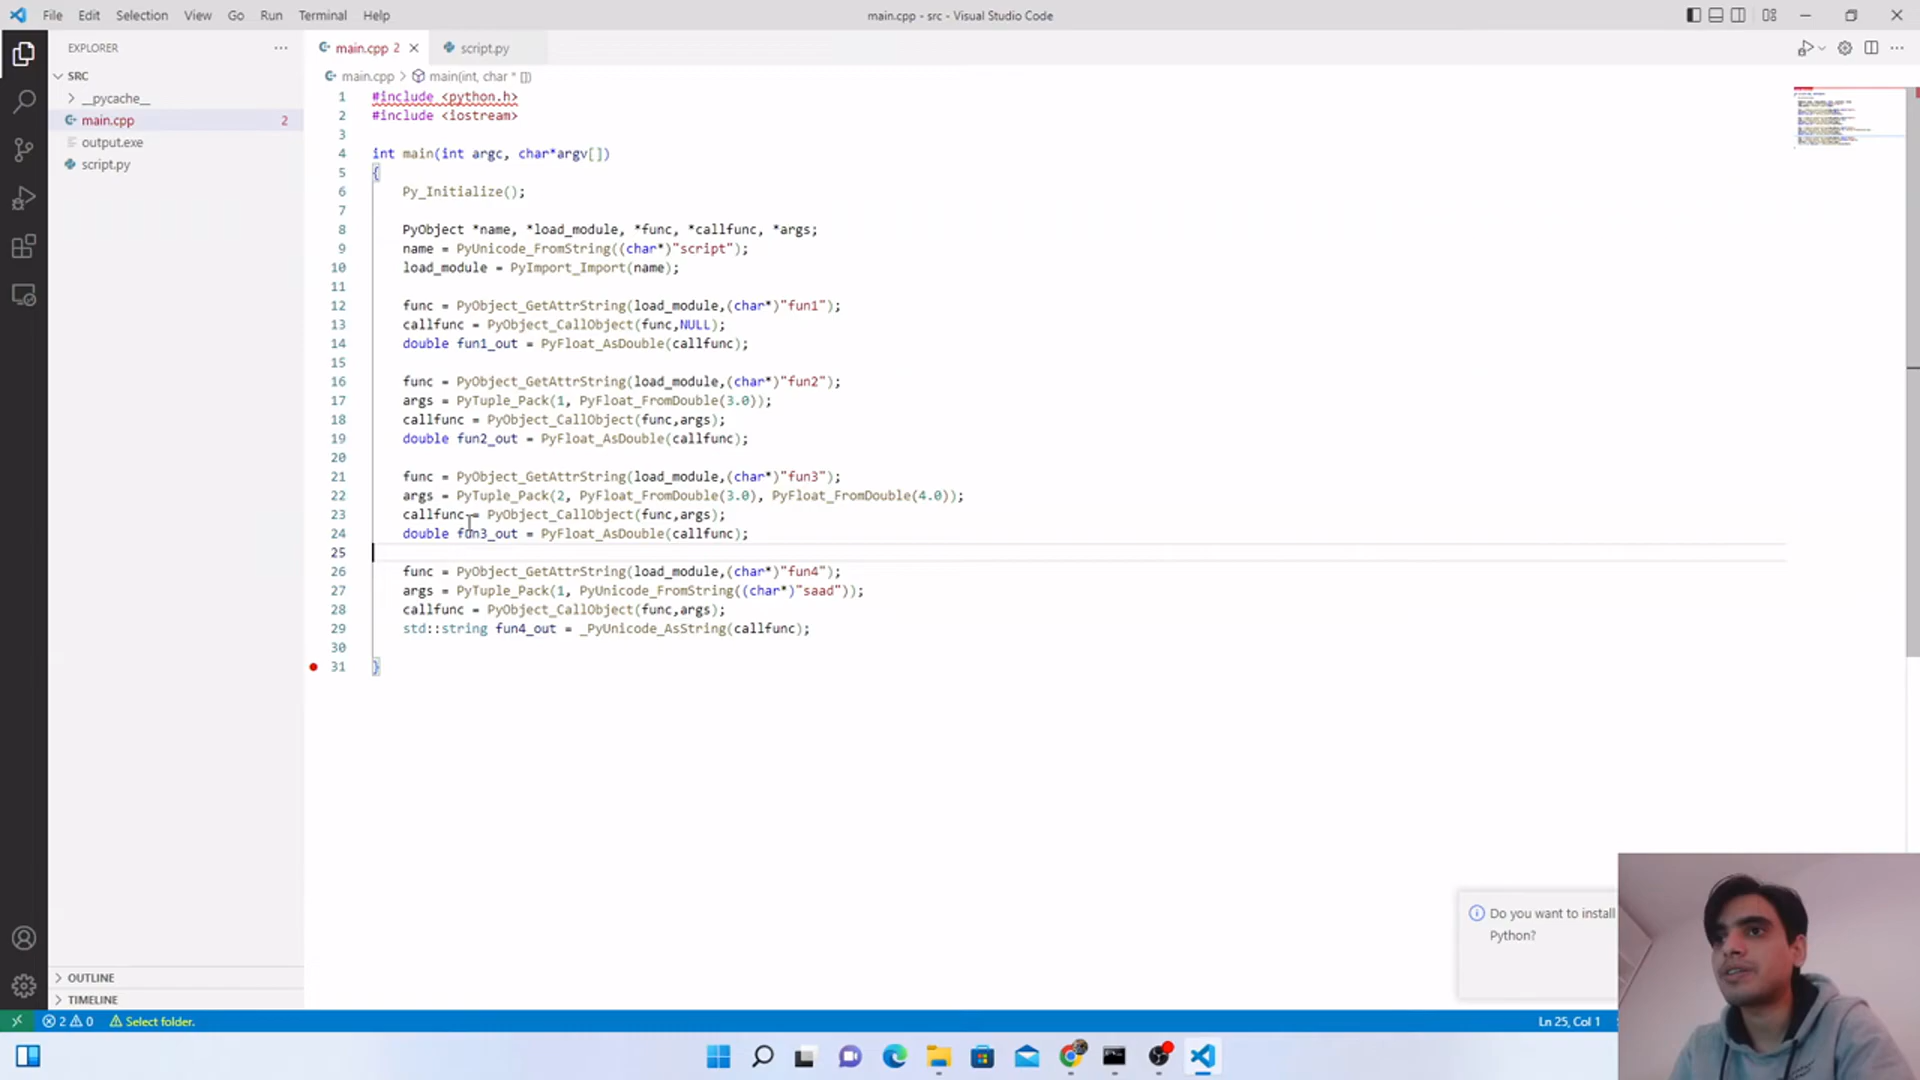 File Edit Selection View Go Run Terminal Help
main.cpp - src - Visual Studio Code
EXPLORER
SRC
__pycache__
main.cpp 2
output.exe
script.py
OUTLINE
TIMELINE
main.cpp 2 script.py
main.cpp > main(int, char * [])
1 #include <python.h>
2 #include <iostream>
3
4 int main(int argc, char*argv[])
5 {
6 Py_Initialize();
7
8 PyObject *name, *load_module, *func, *callfunc, *args;
9 name = PyUnicode_FromString((char*)"script");
10 load_module = PyImport_Import(name);
11
12 func = PyObject_GetAttrString(load_module,(char*)"fun1");
13 callfunc = PyObject_CallObject(func,NULL);
14 double fun1_out = PyFloat_AsDouble(callfunc);
15
16 func = PyObject_GetAttrString(load_module,(char*)"fun2");
17 args = PyTuple_Pack(1, PyFloat_FromDouble(3.0));
18 callfunc = PyObject_CallObject(func,args);
19 double fun2_out = PyFloat_AsDouble(callfunc);
20
21 func = PyObject_GetAttrString(load_module,(char*)"fun3");
22 args = PyTuple_Pack(2, PyFloat_FromDouble(3.0), PyFloat_FromDouble(4.0));
23 callfunc = PyObject_CallObject(func,args);
24 double fun3_out = PyFloat_AsDouble(callfunc);
25
26 func = PyObject_GetAttrString(load_module,(char*)"fun4");
27 args = PyTuple_Pack(1, PyUnicode_FromString((char*)"saad"));
28 callfunc = PyObject_CallObject(func,args);
29 std::string fun4_out = _PyUnicode_AsString(callfunc);
30
31 }
Do you want to install
Python?
2 0 Select folder.
Ln 25, Col 1